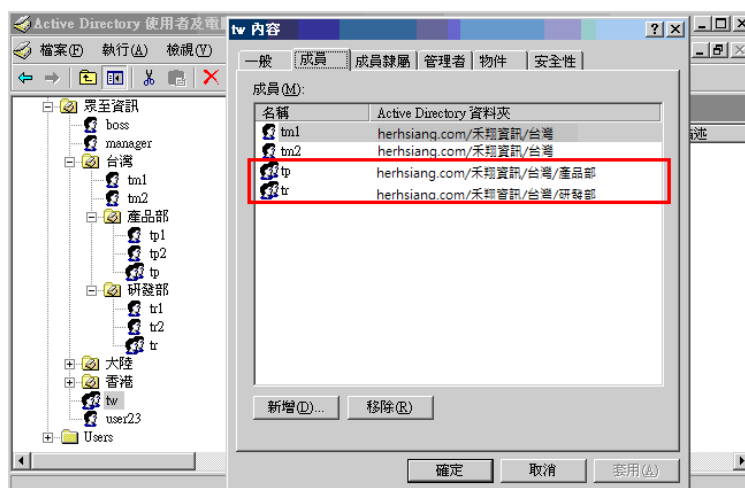 Active Directory 使用者及電
檔案(F) 執行(A) 檢視(V)
眾至資訊
boss
manager
台灣
tm1
tm2
產品部
tp1
tp2
tp
研發部
tr1
tr2
tr
大陸
香港
tw
user23
Users
tw 內容
一般 成員 成員隸屬 管理者 物件 安全性
成員(M):
名稱 Active Directory 資料夾
tm1 herhsiang.com/禾翔資訊/台灣
tm2 herhsiang.com/禾翔資訊/台灣
tp herhsiang.com/禾翔資訊/台灣/產品部
tr herhsiang.com/禾翔資訊/台灣/研發部
新增(D)... 移除(R)
確定 取消 套用(A)
述